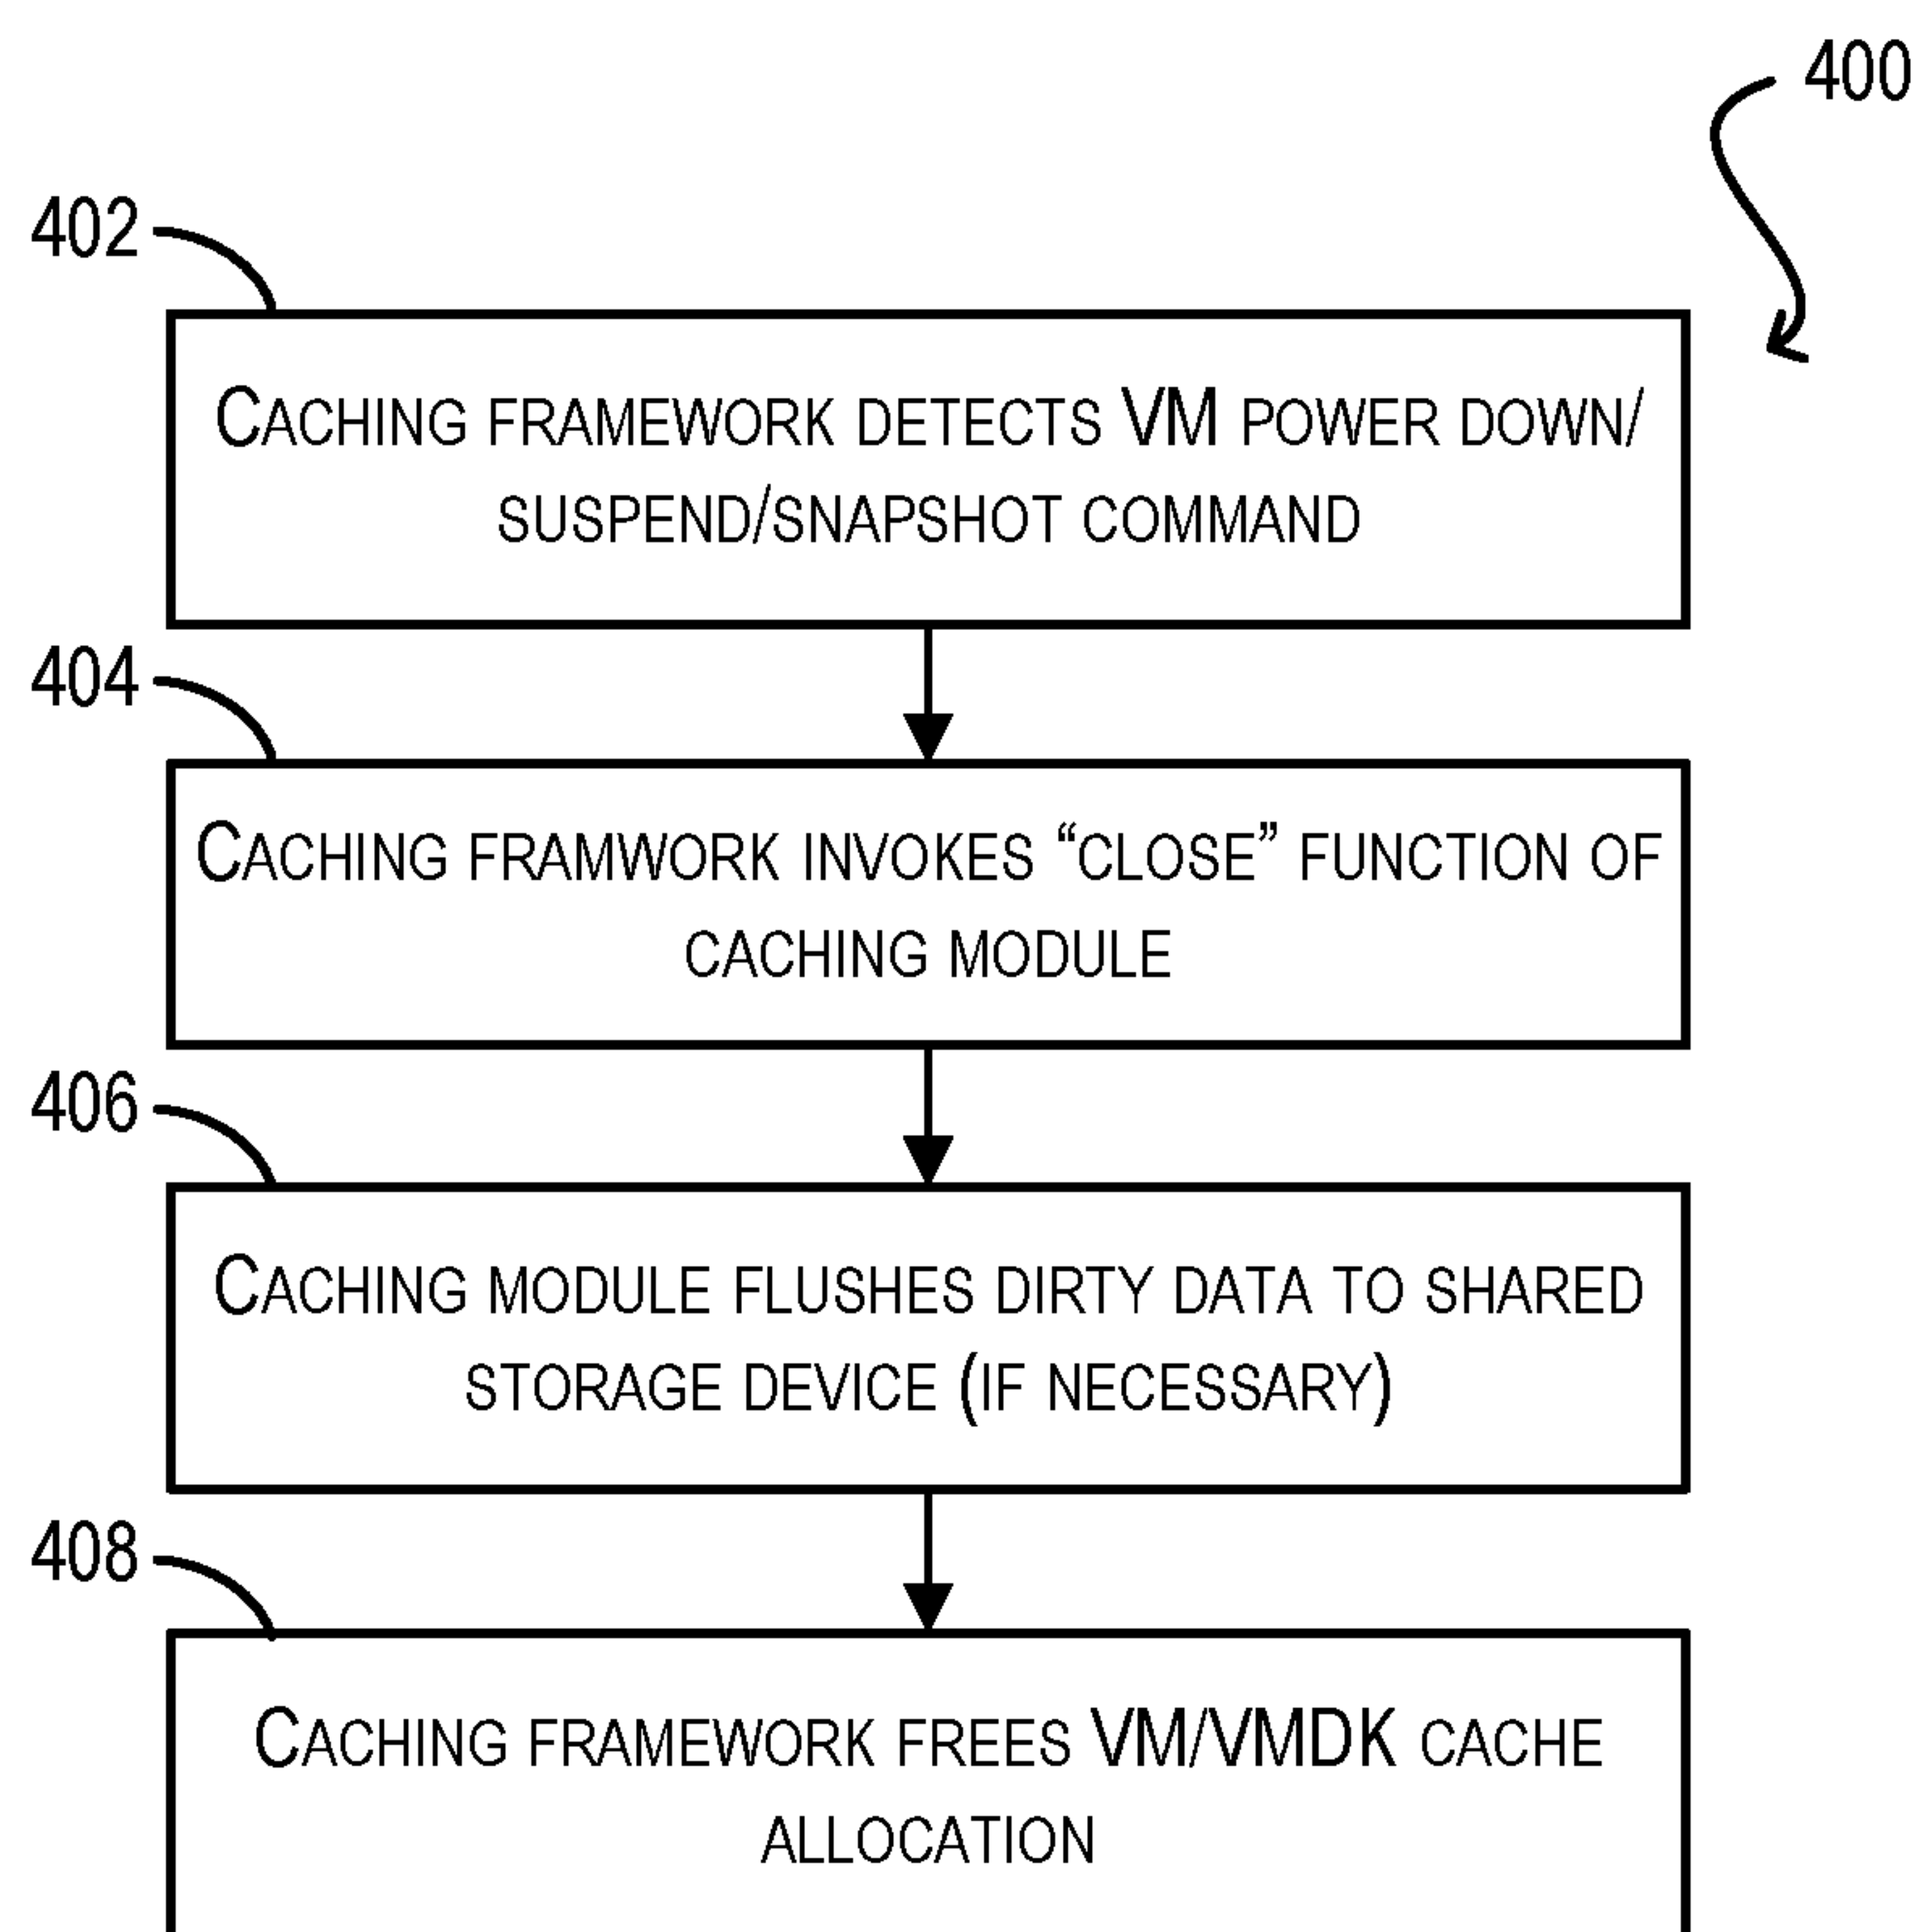 400
402
Caching framework detects VM power down/
suspend/snapshot command
404
Caching framwork invokes “close” function of
caching module
406
Caching module flushes dirty data to shared
storage device (if necessary)
408
Caching framework frees VM/VMDK cache
allocation